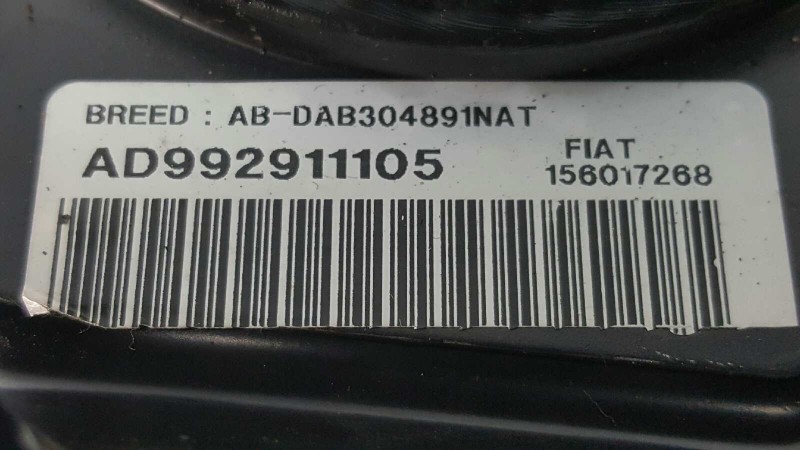 BREED : AB-DAB304891NAT
AD992911105
FIAT
156017268